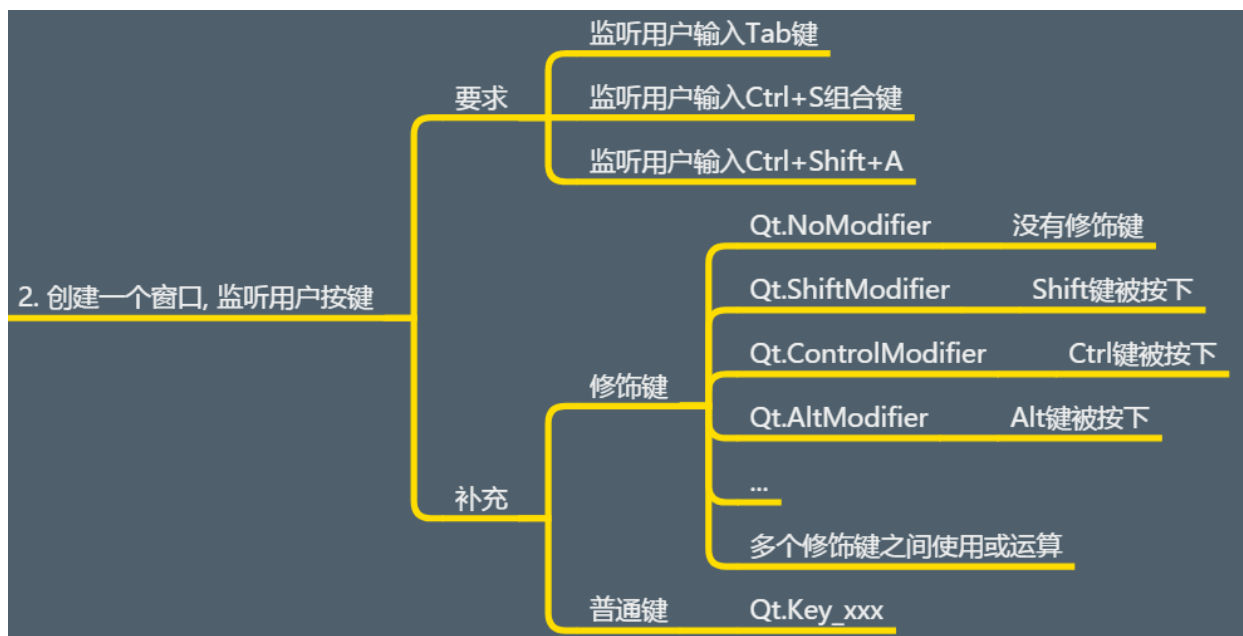 监听用户输入Tab键
要求
监听用户输入Ctrl+S组合键
监听用户输入Ctrl+Shift+A
2. 创建一个窗口, 监听用户按键
Qt.NoModifier 没有修饰键
Qt.ShiftModifier Shift键被按下
Qt.ControlModifier Ctrl键被按下
修饰键
Qt.AltModifier Alt键被按下
...
补充
多个修饰键之间使用或运算
普通键 Qt.Key_xxx